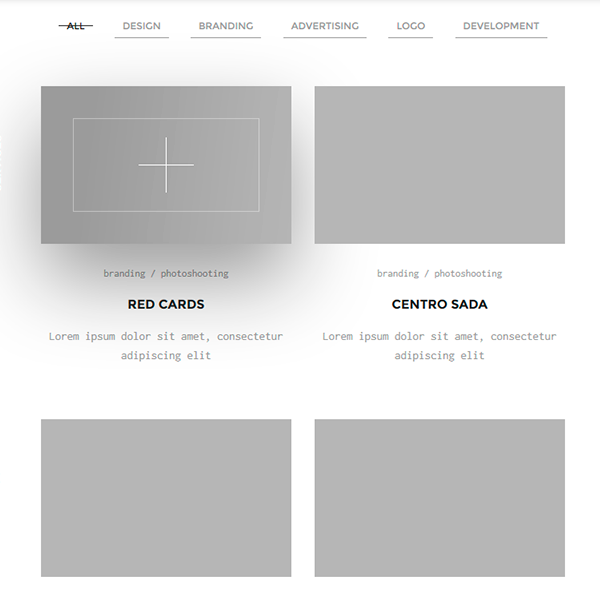 ALL DESIGN BRANDING ADVERTISING LOGO DEVELOPMENT
branding / photoshooting
RED CARDS
Lorem ipsum dolor sit amet, consectetur
adipiscing elit
branding / photoshooting
CENTRO SADA
Lorem ipsum dolor sit amet, consectetur
adipiscing elit